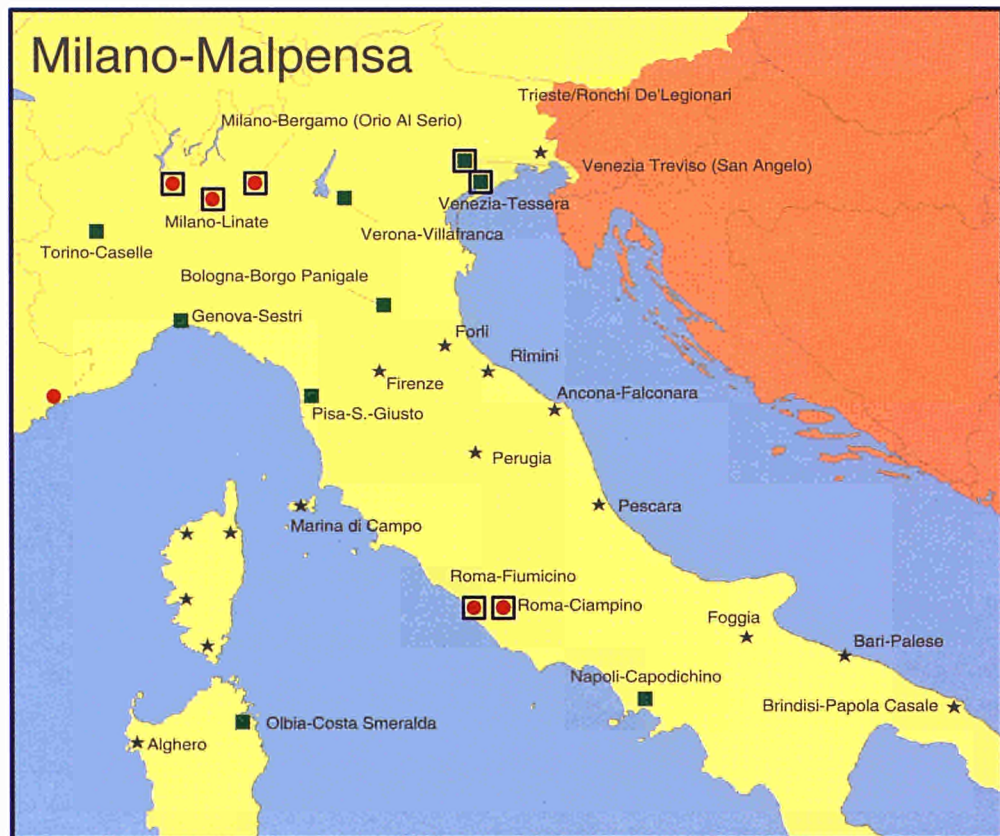 Milano-Malpensa
Trieste/Ronchi De'Legionari
Milano-Bergamo (Orio Al Serio)
Venezia Treviso (San Angelo)
Venezia-Tessera
Milano-Linate
Verona-Villafranca
Torino-Caselle
Bologna-Borgo Panigale
Genova-Sestri
Forli
Rimini
Firenze
Ancona-Falconara
Pisa-S.-Giusto
Perugia
Pescara
Marina di Campo
Roma-Fiumicino
Roma-Ciampino
Foggia
Bari-Palese
Napoli-Capodichino
Brindisi-Papola Casale
Olbia-Costa Smeralda
Alghero